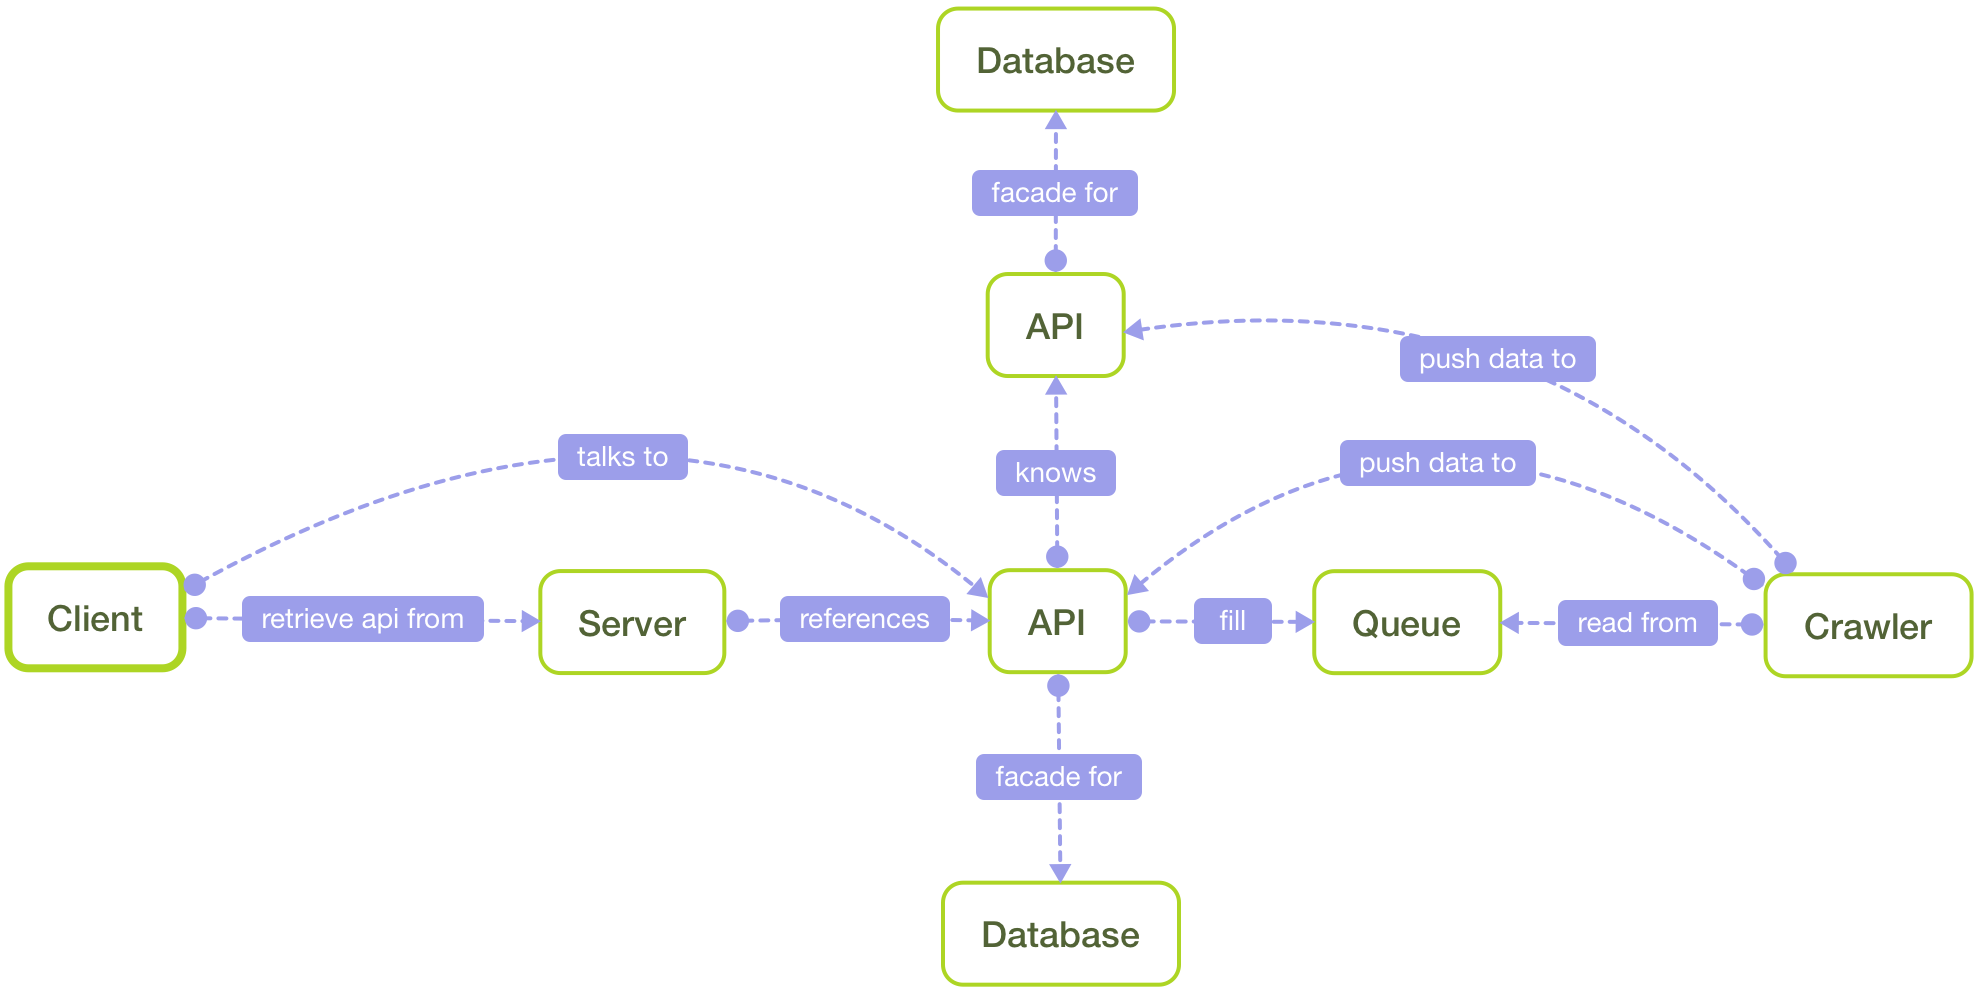 Database
facade for
API
push data to
talks to
knows
push data to
Client
retrieve api from
Server
references
API
fill
Queue
read from
Crawler
facade for
Database